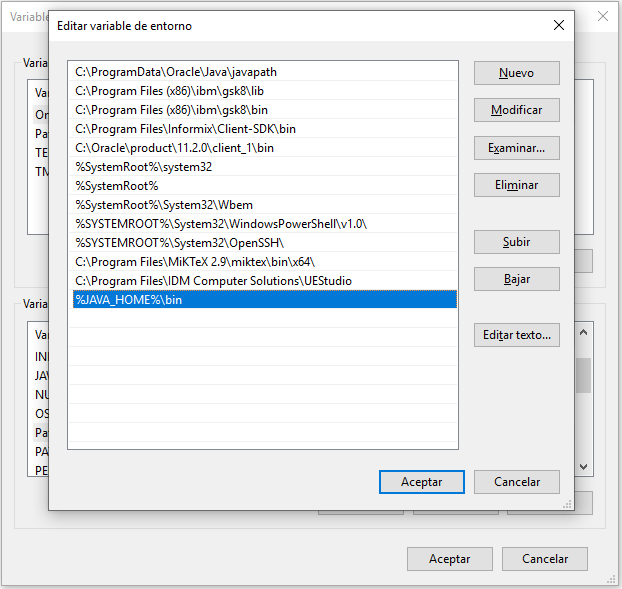 Variable
Editar variable de entorno
C:\ProgramData\Oracle\Java\javapath
C:\Program Files (x86)\ibm\gsk8\lib
C:\Program Files (x86)\ibm\gsk8\bin
C:\Program Files\Informix\Client-SDK\bin
C:\Oracle\product\11.2.0\client_1\bin
%SystemRoot%\system32
%SystemRoot%
%SystemRoot%\System32\Wbem
%SYSTEMROOT%\System32\WindowsPowerShell\v1.0\
%SYSTEMROOT%\System32\OpenSSH\
C:\Program Files\MiKTeX 2.9\miktex\bin\x64\
C:\Program Files\IDM Computer Solutions\UEStudio
%JAVA_HOME%\bin
Nuevo
Modificar
Examinar...
Eliminar
Subir
Bajar
Editar texto...
Aceptar
Cancelar
Varia
Va
On
Pa
TE
TM
Varia
Va
IN
JA
NU
OS
Pa
PA
PE
Aceptar
Cancelar